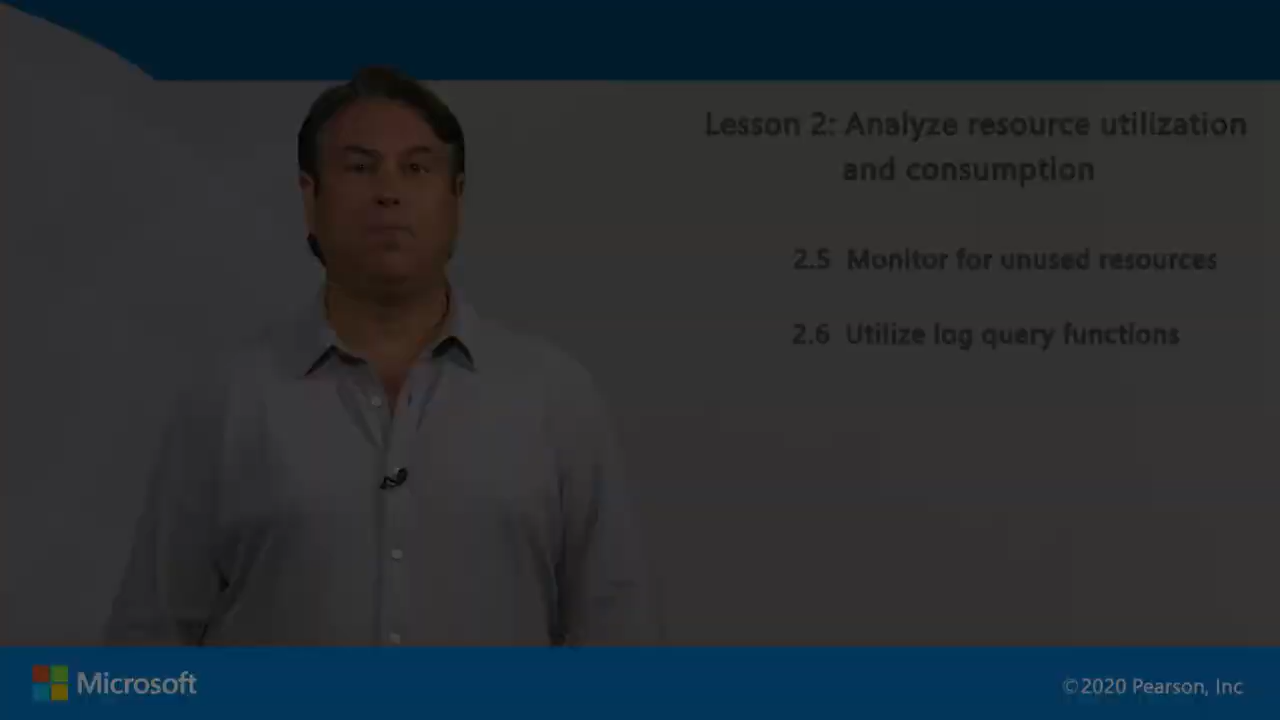 Lesson 2: Analyze resource utilization
and consumption
2.5 Monitor for unused resources
2.6 Utilize log query functions
Microsoft
©2020 Pearson, Inc